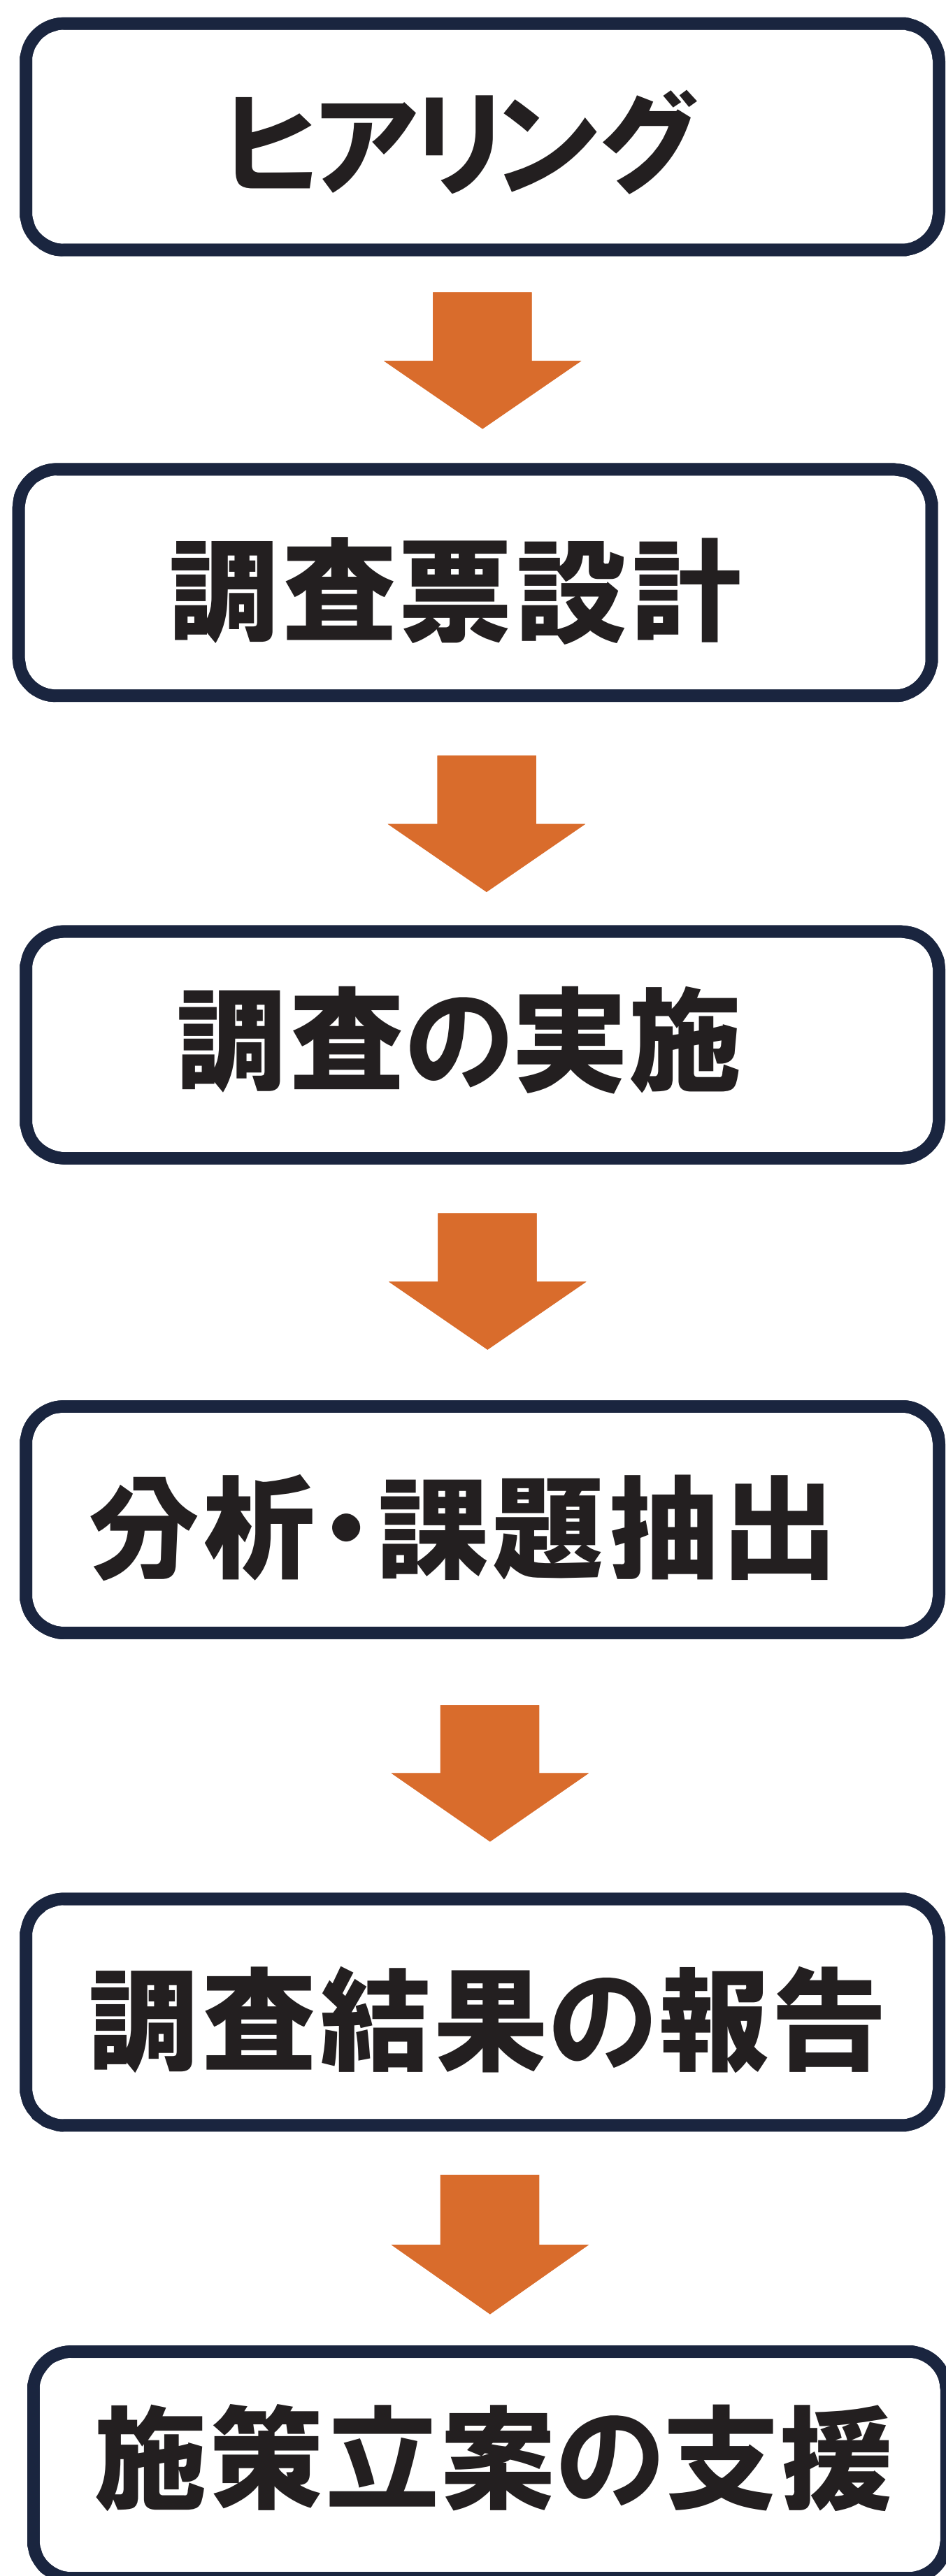 ヒアリング
調査票設計
調査の実施
分析・課題抽出
調査結果の報告
施策立案の支援